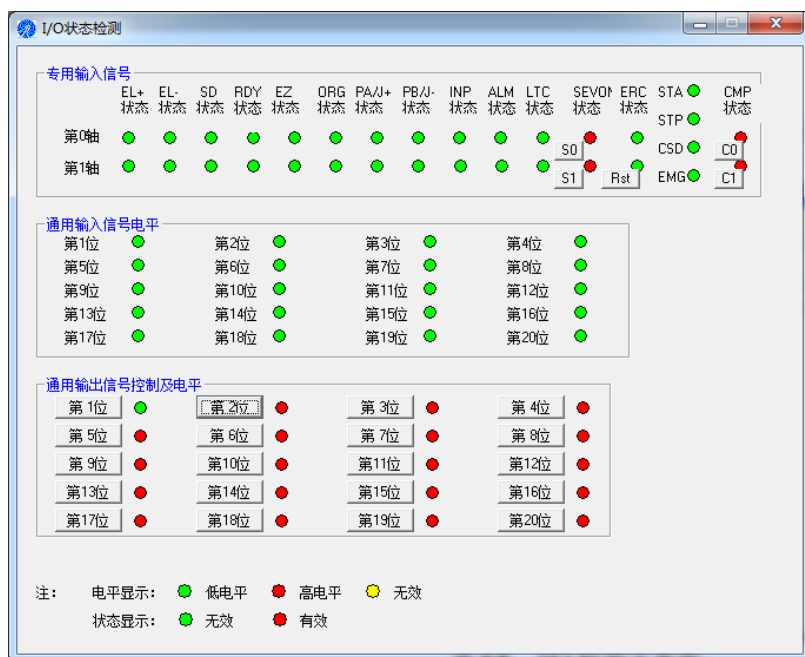 I/O状态检测
专用输入信号
EL+ EL- SD RDY EZ ORG PA/J+ PB/J- INP ALM LTC SEVON ERC STA CMP
状态 状态 状态 状态 状态 状态 状态 状态 状态 状态 状态 状态 状态 状态
STP
第0轴 S0 CSD C0
第1轴 S1 Rst EMG C1
通用输入信号电平
第1位 第2位 第3位 第4位
第5位 第6位 第7位 第8位
第9位 第10位 第11位 第12位
第13位 第14位 第15位 第16位
第17位 第18位 第19位 第20位
通用输出信号控制及电平
第 1位 第 2位 第 3位 第 4位
第 5位 第 6位 第 7位 第 8位
第 9位 第10位 第11位 第12位
第13位 第14位 第15位 第16位
第17位 第18位 第19位 第20位
注： 电平显示： 低电平 高电平 无效
状态显示： 无效 有效